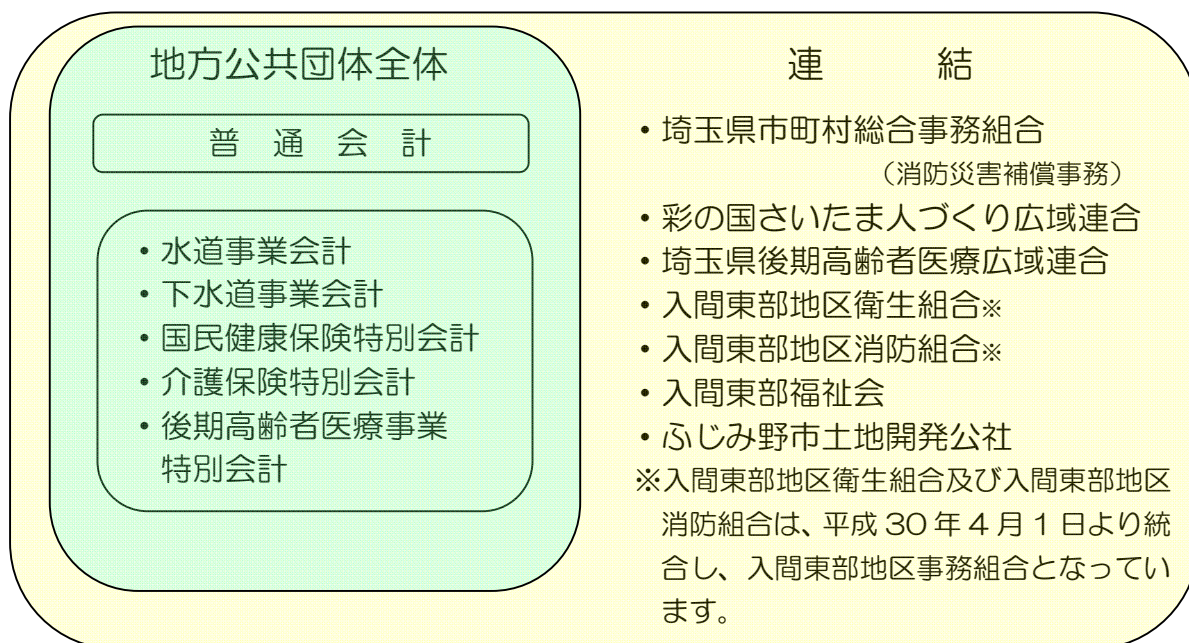 地方公共団体全体
普 通 会 計
・水道事業会計
・下水道事業会計
・国民健康保険特別会計
・介護保険特別会計
・後期高齢者医療事業
特別会計
連 結
・埼玉県市町村総合事務組合
（消防災害補償事務）
・彩の国さいたま人づくり広域連合
・埼玉県後期高齢者医療広域連合
・入間東部地区衛生組合※
・入間東部地区消防組合※
・入間東部福祉会
・ふじみ野市土地開発公社
※入間東部地区衛生組合及び入間東部地区
消防組合は、平成 30 年 4 月 1 日より統
合し、入間東部地区事務組合となってい
ます。